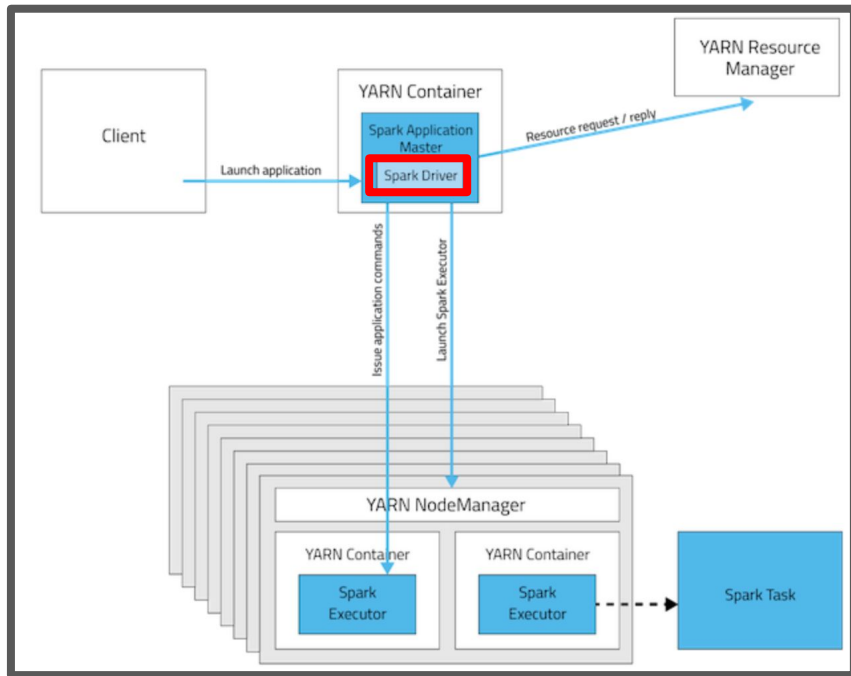 YARN Resource
Manager
Client
YARN Container
Spark Application
Master
Spark Driver
Launch application
Resource request / reply
Issue application commands
Launch Spark Executor
YARN NodeManager
YARN Container
Spark
Executor
YARN Container
Spark
Executor
Spark Task